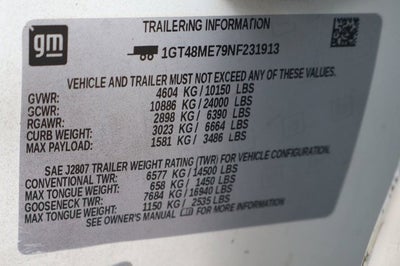 TRAILERING INFORMATION
gm
1GT48ME79NF231913
VEHICLE AND TRAILER MUST NOT EXCEED ANY OF THESE VALUES.
GVWR: 4604 KG/10150 LBS
GCWR: 10886 KG/24000 LBS
RGAWR: 2898 KG/ 6390 LBS
CURB WEIGHT: 3023 KG/ 6664 LBS
MAX PAYLOAD: 1581 KG/ 3486 LBS
SAE J2807 TRAILER WEIGHT RATING (TWR) FOR VEHICLE CONFIGURATION.
CONVENTIONAL TWR: 6577 KG/14500 LBS
MAX TONGUE WEIGHT: 658 KG/ 1450 LBS
GOOSENECK TWR: 7684 KG/16940 LBS
MAX TONGUE WEIGHT: 1150 KG/ 2535 LBS
SEE OWNER'S MANUAL FOR MORE INFORMATION